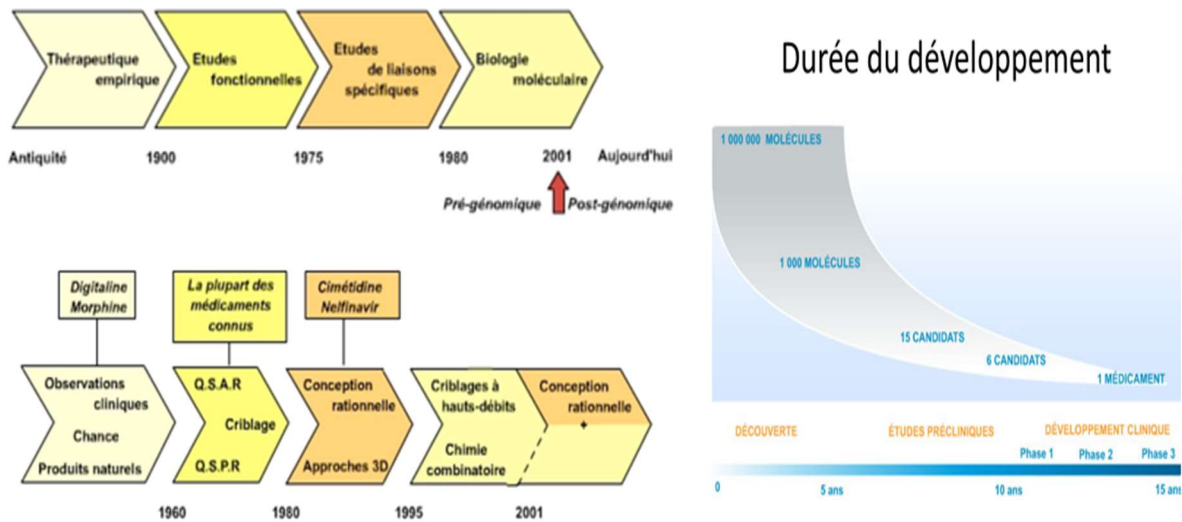 Thérapeutique
empirique
Etudes
fonctionnelles
Etudes
de liaisons
spécifiques
Biologie
moléculaire
Antiquité
1900
1975
1980
2001
Aujourd'hui
Pré-génomique
Post-génomique
Digitaline
Morphine
La plupart des
médicaments
connus
Cimétidine
Nelfinavir
Observations
cliniques
Chance
Produits naturels
Q.S.A.R
Criblage
Q.S.P.R
Conception
rationnelle
Approches 3D
Criblages à
hauts-débits
Chimie
combinatoire
Conception
rationnelle
+
1960
1980
1995
2001
Durée du développement
1 000 000 MOLÉCULES
1 000 MOLÉCULES
15 CANDIDATS
6 CANDIDATS
1 MÉDICAMENT
DÉCOUVERTE
ÉTUDES PRÉCLINIQUES
DÉVELOPPEMENT CLINIQUE
Phase 1
Phase 2
Phase 3
0
5 ans
10 ans
15 ans